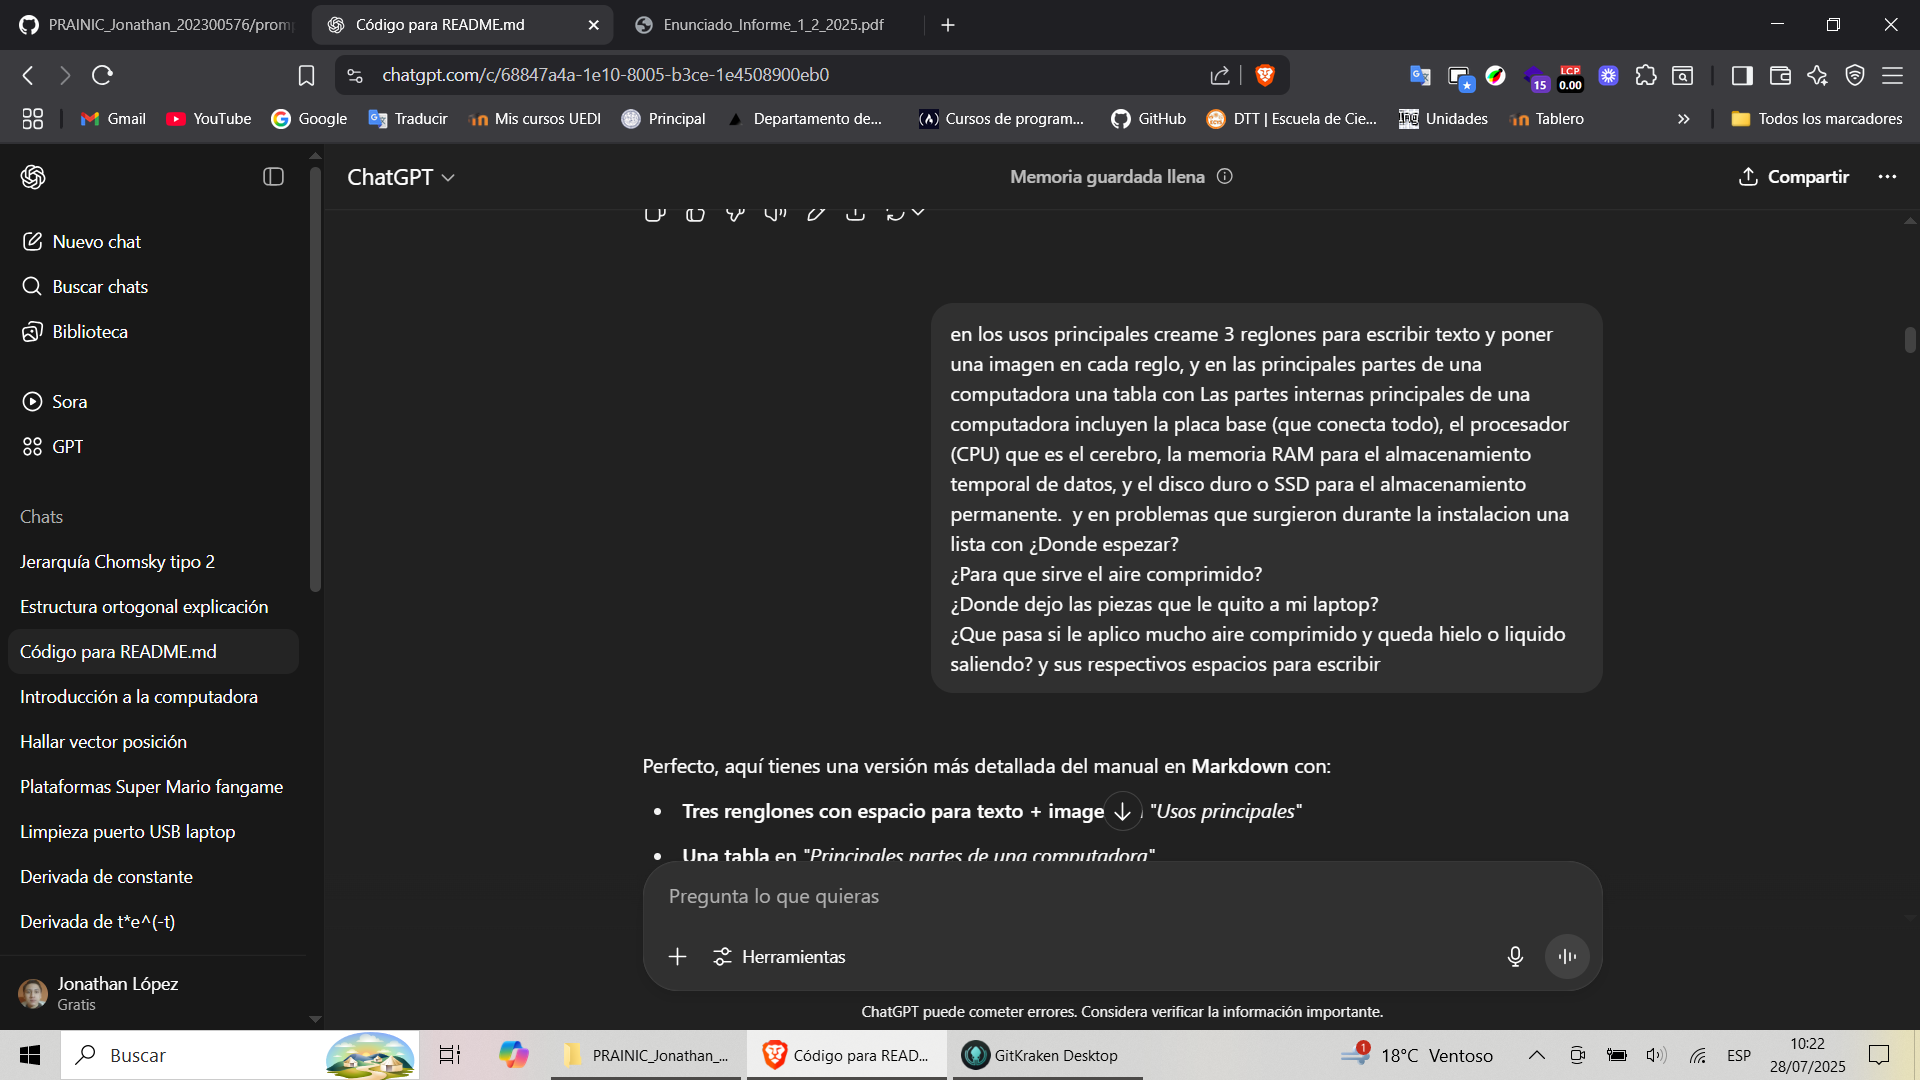 PRAINIC_Jonathan_202300576/prom
Código para README.md
Enunciado_Informe_1_2_2025.pdf
chatgpt.com/c/68847a4a-1e10-8005-b3ce-1e4508900eb0
15
LCP
0.00
Gmail
YouTube
Google
Traducir
Mis cursos UEDI
Principal
Departamento de...
Cursos de program...
GitHub
DTT | Escuela de Cie...
Unidades
Tablero
Todos los marcadores
ChatGPT
Memoria guardada llena
Compartir
Nuevo chat
Buscar chats
Biblioteca
Sora
GPT
Chats
Jerarquía Chomsky tipo 2
Estructura ortogonal explicación
Código para README.md
Introducción a la computadora
Hallar vector posición
Plataformas Super Mario fangame
Limpieza puerto USB laptop
Derivada de constante
Derivada de t*e^(-t)
Jonathan López
Gratis
en los usos principales creame 3 reglones para escribir texto y poner
una imagen en cada reglo, y en las principales partes de una
computadora una tabla con Las partes internas principales de una
computadora incluyen la placa base (que conecta todo), el procesador
(CPU) que es el cerebro, la memoria RAM para el almacenamiento
temporal de datos, y el disco duro o SSD para el almacenamiento
permanente.  y en problemas que surgieron durante la instalacion una
lista con ¿Donde espezar?
¿Para que sirve el aire comprimido?
¿Donde dejo las piezas que le quito a mi laptop?
¿Que pasa si le aplico mucho aire comprimido y queda hielo o liquido
saliendo? y sus respectivos espacios para escribir
Perfecto, aquí tienes una versión más detallada del manual en Markdown con:
Tres renglones con espacio para texto + image "Usos principales"
Una tabla en "Principales partes de una computadora"
Pregunta lo que quieras
Herramientas
ChatGPT puede cometer errores. Considera verificar la información importante.
Buscar
PRAINIC_Jonathan_...
Código para READ...
GitKraken Desktop
1
18°C Ventoso
ESP
10:22
28/07/2025